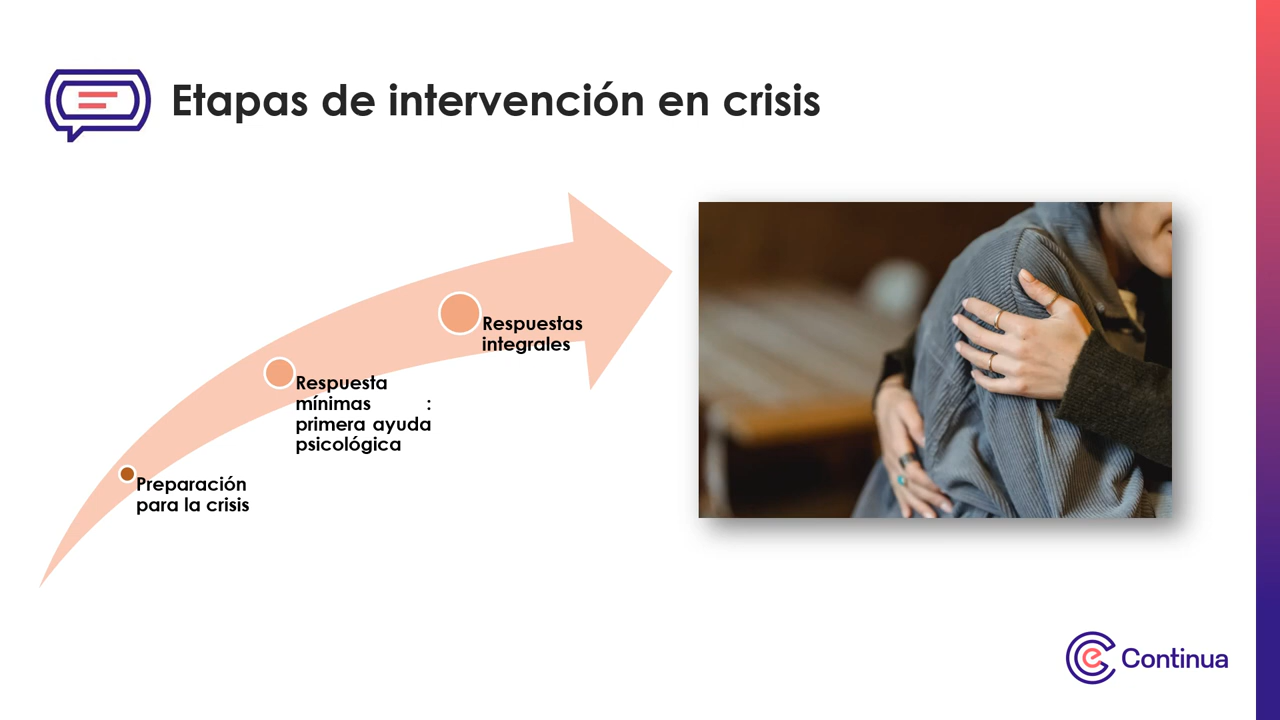 Etapas de intervención en crisis
Respuestas
integrales
Respuesta
mínimas :
primera ayuda
psicológica
Preparación
para la crisis
e Continua